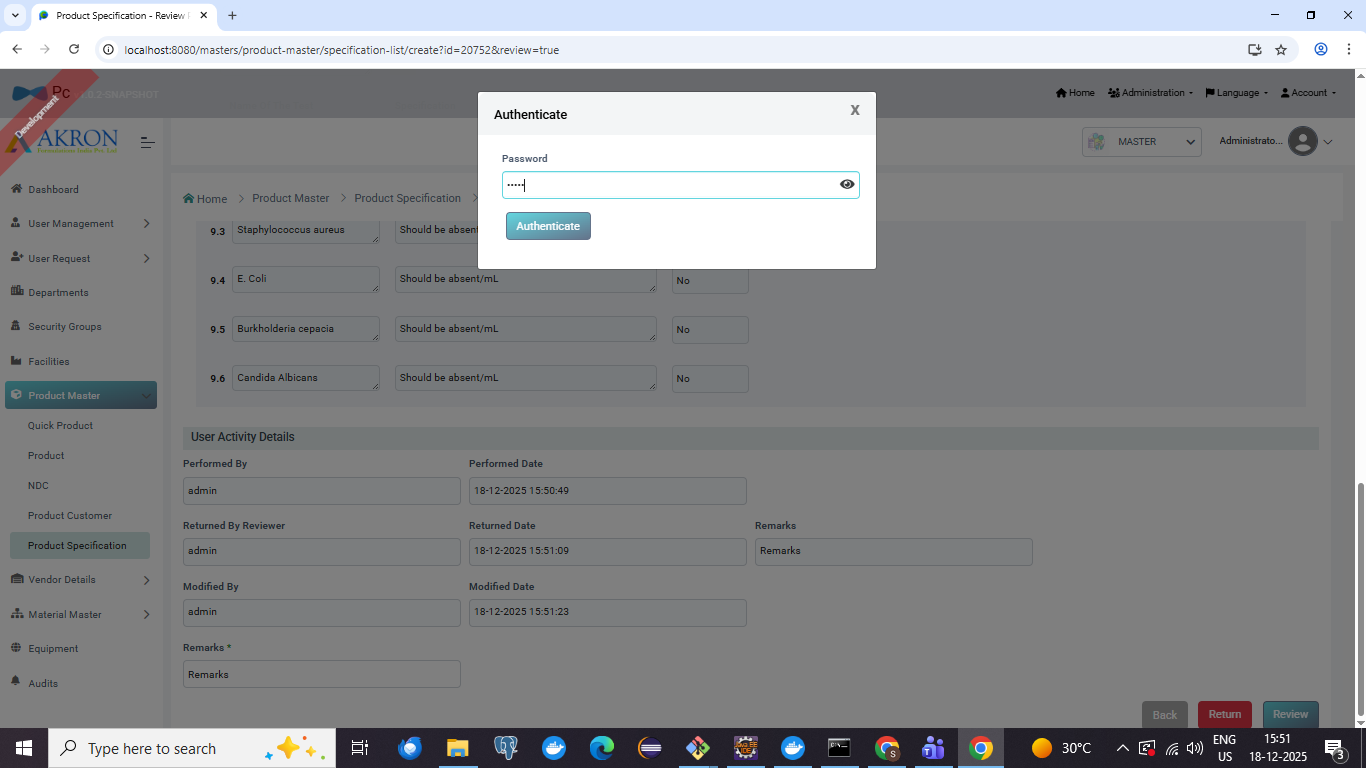 Product Specification - Review
localhost:8080/masters/product-master/specification-list/create?id=20752&review=true
Development
Pc
0.2-SNAPSHOT
Home
Administration
Language
Account
AKRON
MASTER
Administrato...
Authenticate
X
Password
•••••
Authenticate
Dashboard
User Management
User Request
Departments
Security Groups
Facilities
Product Master
Quick Product
Product
NDC
Product Customer
Product Specification
Vendor Details
Material Master
Equipment
Audits
Home > Product Master > Product Specification >
9.3 Staphylococcus aureus Should be absent
9.4 E. Coli Should be absent/mL No
9.5 Burkholderia cepacia Should be absent/mL No
9.6 Candida Albicans Should be absent/mL No
User Activity Details
Performed By Performed Date
admin 18-12-2025 15:50:49
Returned By Reviewer Returned Date Remarks
admin 18-12-2025 15:51:09 Remarks
Modified By Modified Date
admin 18-12-2025 15:51:23
Remarks *
Remarks
Back Return Review
Type here to search
30°C
ENG
US
15:51
18-12-2025
3